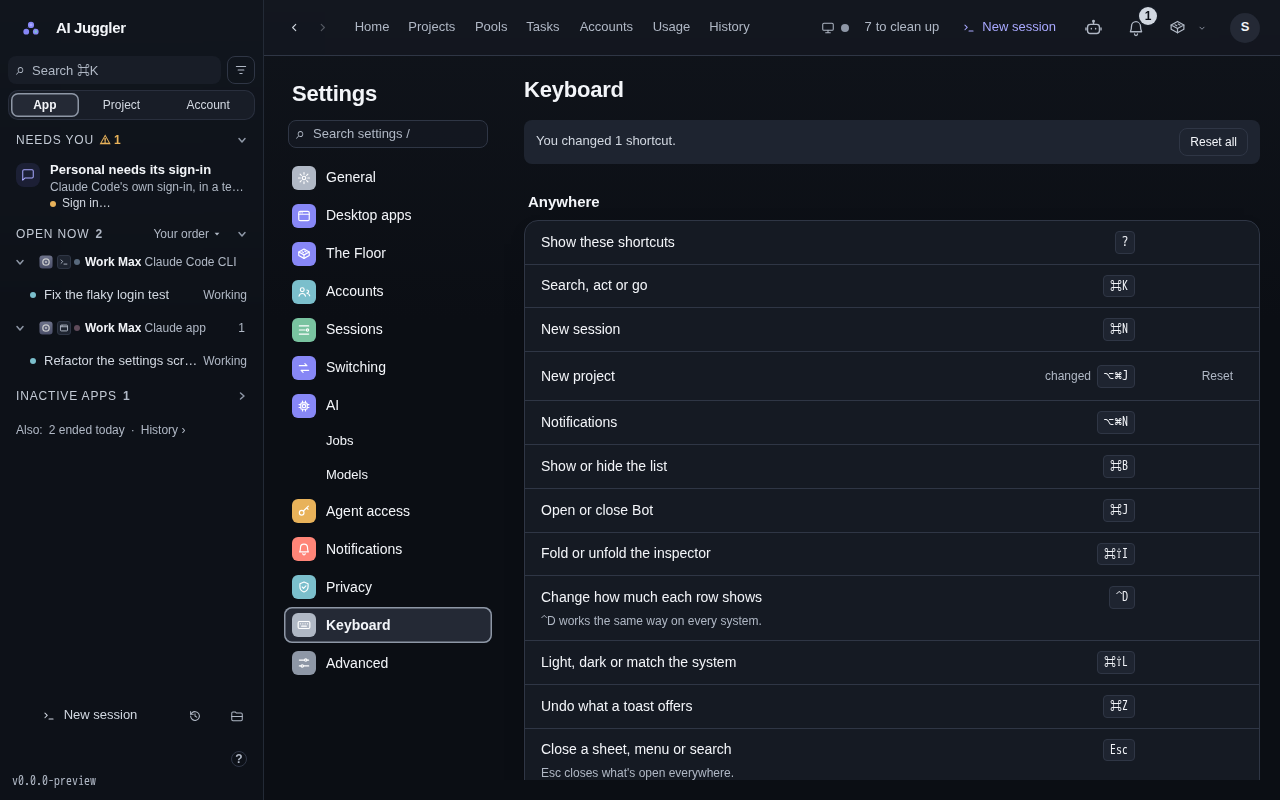 AI Juggler
Search ⌘K
App Project Account
NEEDS YOU 1
Personal needs its sign-in
Claude Code's own sign-in, in a te…
Sign in…
OPEN NOW 2 Your order
Work Max Claude Code CLI
Fix the flaky login test Working
Work Max Claude app 1
Refactor the settings scr… Working
INACTIVE APPS 1
Also: 2 ended today · History ›
New session
?
v0.0.0-preview
Home Projects Pools Tasks Accounts Usage History 7 to clean up New session 1 S
Settings
Search settings /
General
Desktop apps
The Floor
Accounts
Sessions
Switching
AI
Jobs
Models
Agent access
Notifications
Privacy
Keyboard
Advanced
Keyboard
You changed 1 shortcut. Reset all
Anywhere
Show these shortcuts ?
Search, act or go ⌘K
New session ⌘N
New project changed ⌥⌘J Reset
Notifications ⌥⌘N
Show or hide the list ⌘B
Open or close Bot ⌘J
Fold or unfold the inspector ⌘⇧I
Change how much each row shows ^D
^D works the same way on every system.
Light, dark or match the system ⌘⇧L
Undo what a toast offers ⌘Z
Close a sheet, menu or search Esc
Esc closes what's open everywhere.